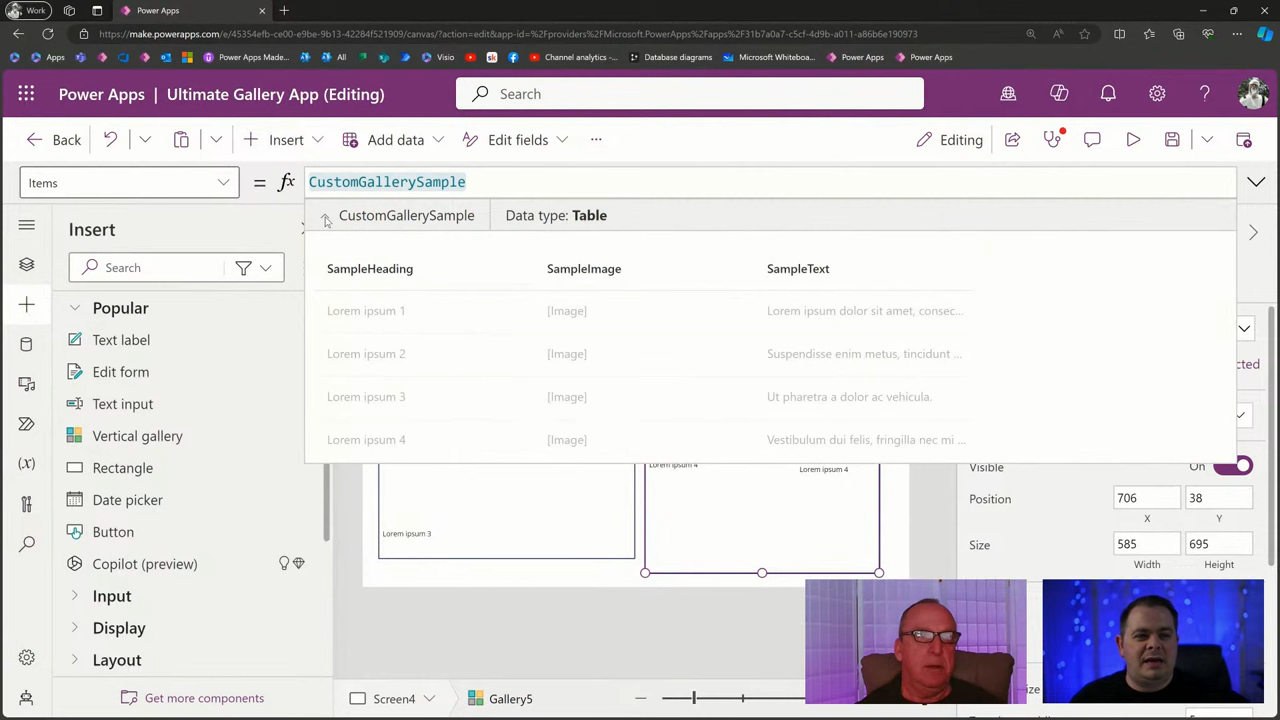 Work
Power Apps
https://make.powerapps.com/e/45354efb-ce00-e9be-9b13-42284f521909/canvas/?action=edit&app-id=%2Fproviders%2FMicrosoft.PowerApps%2Fapps%2F31b7a0a7-c5cf-4d9b-a011-a86b6e190973
Apps
PowerApps Made...
All
Visio
Channel analytics -...
Database diagrams
Microsoft Whiteboa...
Power Apps
Power Apps
Power Apps | Ultimate Gallery App (Editing)
Search
Back
Insert
Add data
Edit fields
...
Editing
Items
= fx
CustomGallerySample
CustomGallerySample
Data type: Table
Insert
Search
SampleHeading SampleImage SampleText
Lorem ipsum 1 [Image] Lorem ipsum dolor sit amet, consec...
Lorem ipsum 2 [Image] Suspendisse enim metus, tincidunt ...
Lorem ipsum 3 [Image] Ut pharetra a dolor ac vehicula.
Lorem ipsum 4 [Image] Vestibulum dui felis, fringilla nec mi ...
Popular
Text label
Edit form
Text input
Vertical gallery
Rectangle
Date picker
Button
Copilot (preview)
Input
Display
Layout
Get more components
Lorem ipsum 4
Lorem ipsum 4
Lorem ipsum 3
Visible On
Position 706 38
X Y
Size 585 695
Width Height
Screen4
Gallery5